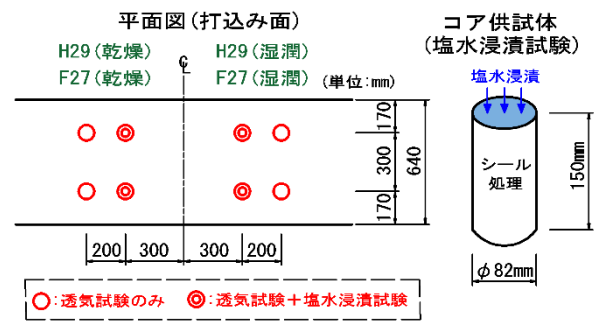 平面図(打込み面)
H29(乾燥)
F27(乾燥)
℄
H29(湿潤)
F27(湿潤)
(単位:mm)
170
300
170
640
200
300
300
200
○:透気試験のみ
◎:透気試験+塩水浸漬試験
コア供試体
(塩水浸漬試験)
塩水浸漬
シール
処理
150mm
φ82mm